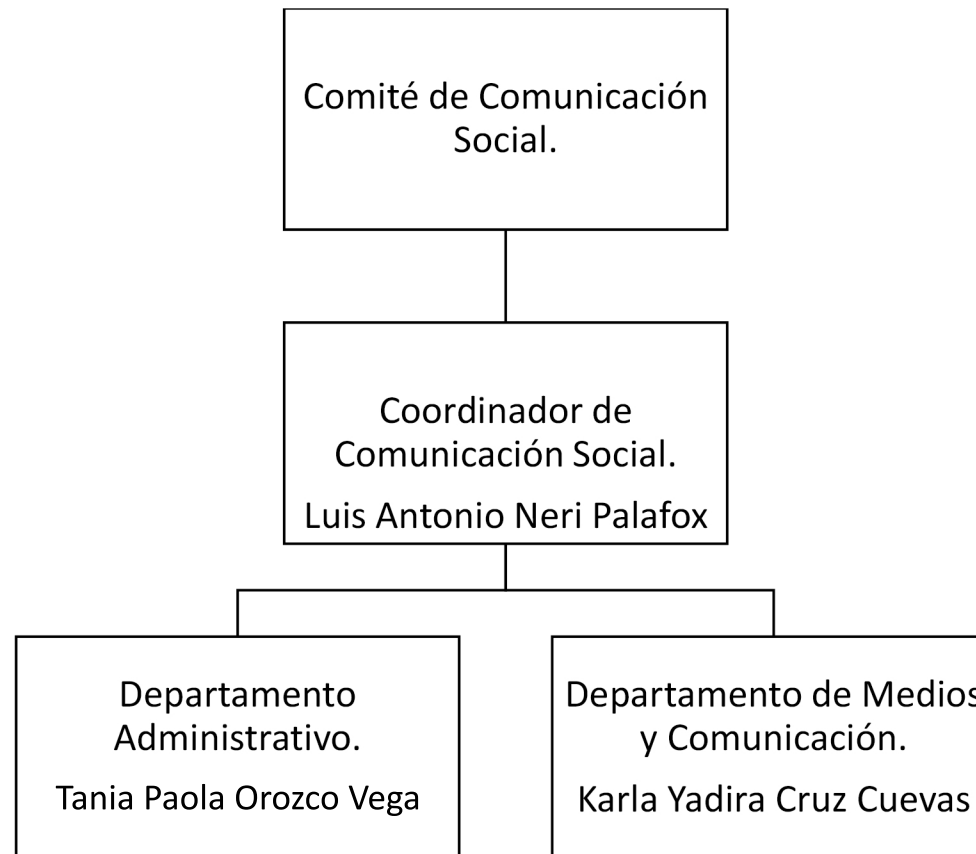 Comité de Comunicación
Social.
Coordinador de
Comunicación Social.
Luis Antonio Neri Palafox
Departamento
Administrativo.
Tania Paola Orozco Vega
Departamento de Medios
y Comunicación.
Karla Yadira Cruz Cuevas